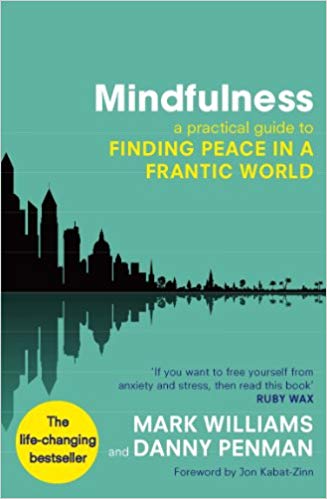 Mindfulness
a practical guide to
FINDING PEACE IN A
FRANTIC WORLD
'If you want to free yourself from
anxiety and stress, then read this book'
RUBY WAX
The
life-changing
bestseller
MARK WILLIAMS
and DANNY PENMAN
Foreword by Jon Kabat-Zinn